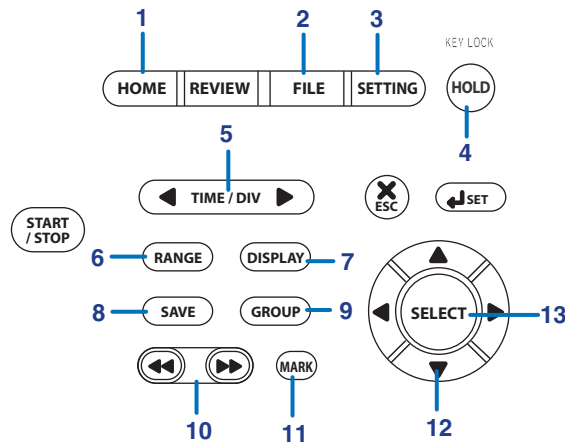 1
2
3
KEY LOCK
HOME
REVIEW
FILE
SETTING
HOLD
4
5
TIME / DIV
ESC
SET
START
/ STOP
6
RANGE
DISPLAY
7
8
SAVE
GROUP
9
SELECT
13
MARK
10
11
12